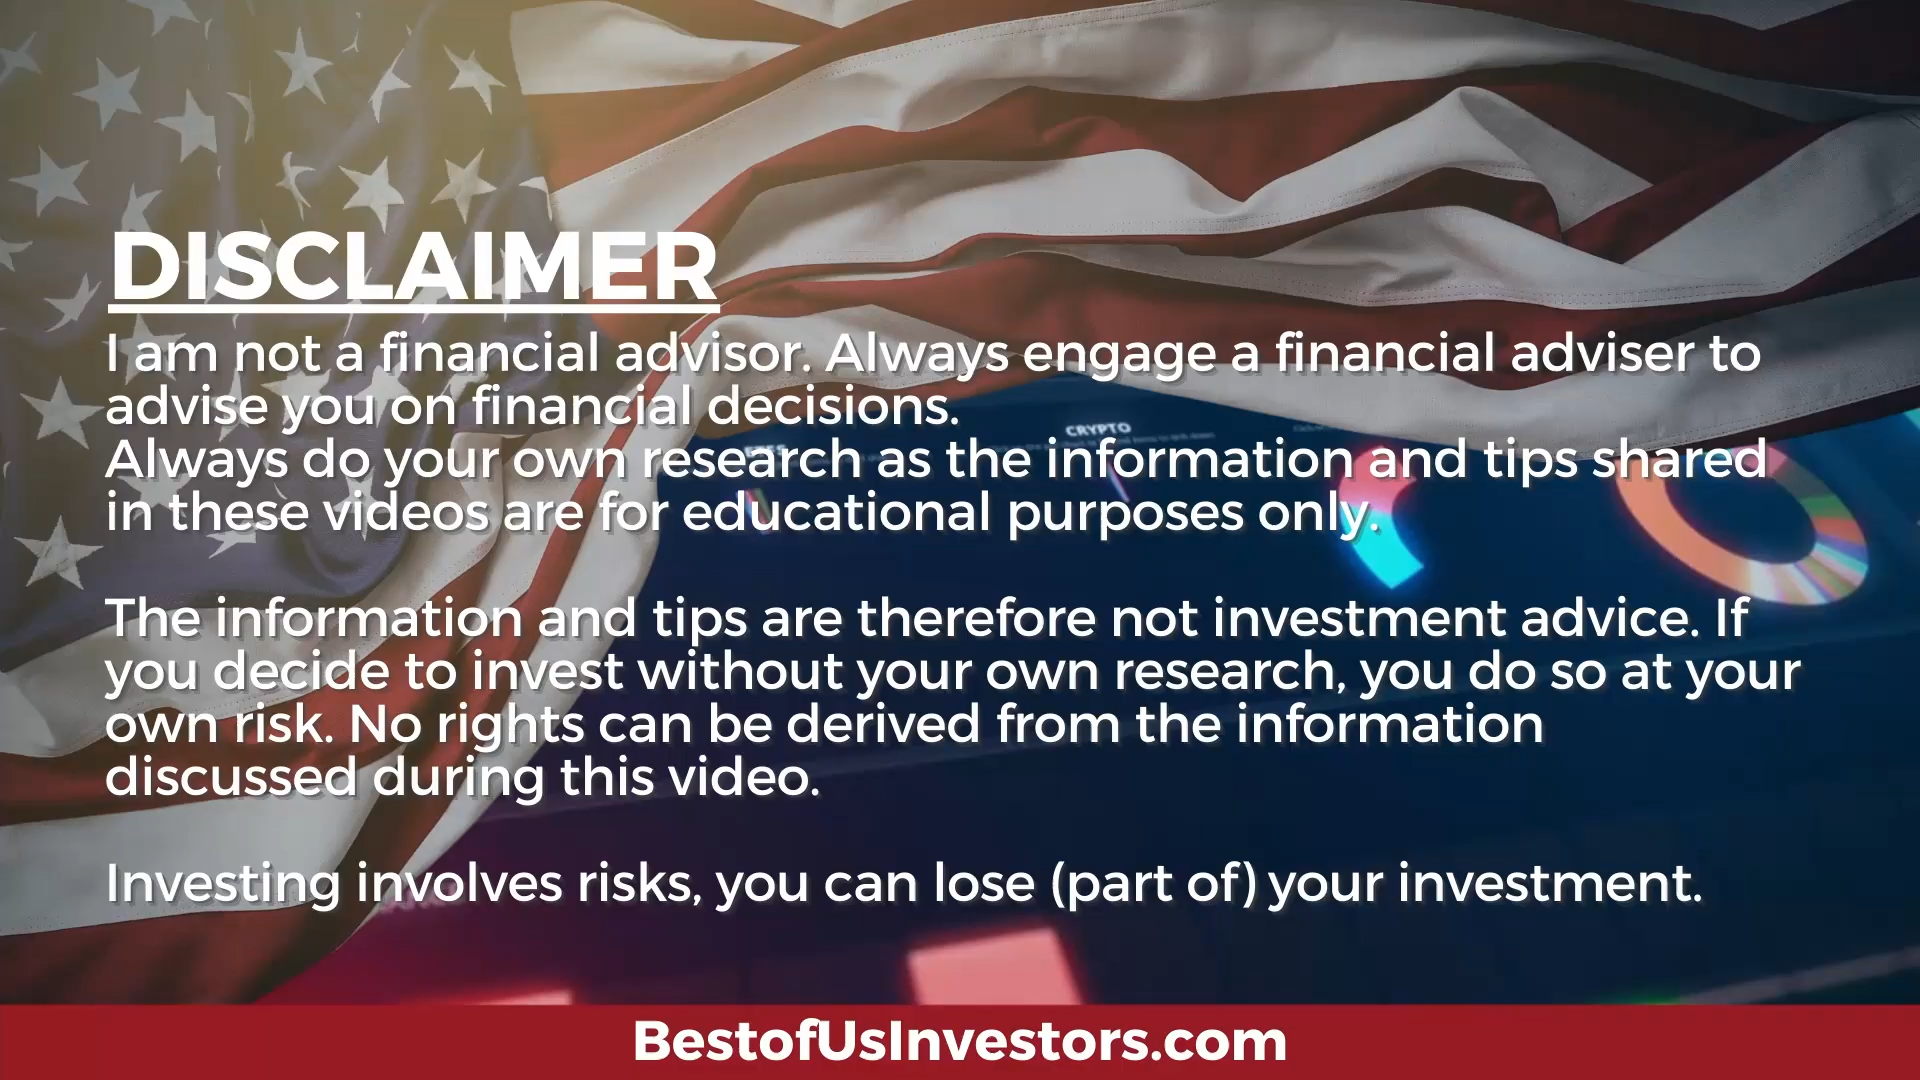 DISCLAIMER
I am not a financial advisor. Always engage a financial adviser to
advise you on financial decisions.
CRYPTO
Always do your own research as the information and tips shared
in these videos are for educational purposes only.
The information and tips are therefore not investment advice. If
you decide to invest without your own research, you do so at your
own risk. No rights can be derived from the information
discussed during this video.
Investing involves risks, you can lose (part of) your investment.
BestofUsInvestors.com